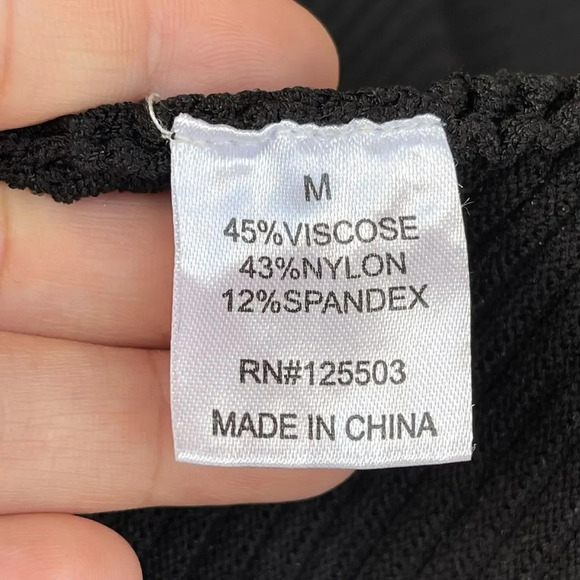 M
45%VISCOSE
43%NYLON
12%SPANDEX
RN#125503
MADE IN CHINA